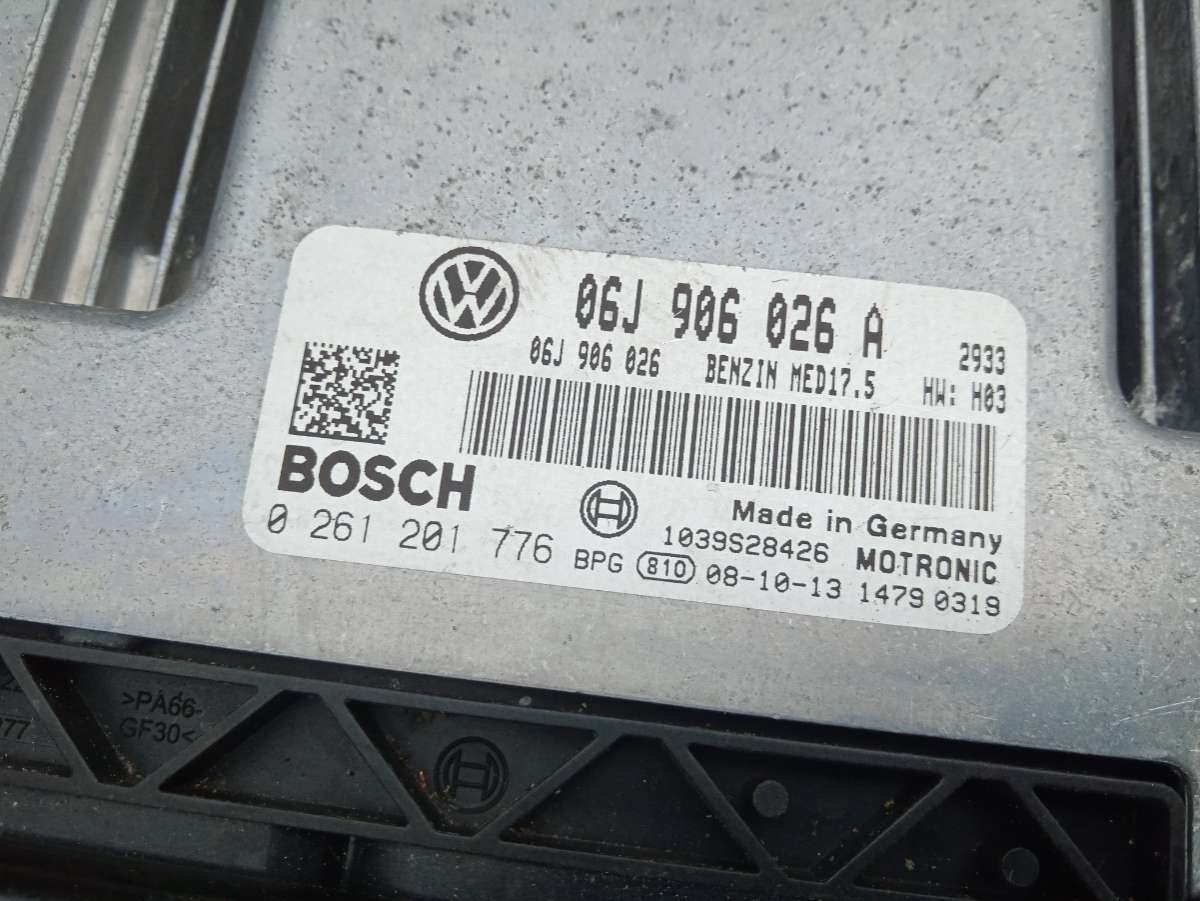 06J 906 026 A
2933
06J 906 026 BENZIN MED17.5 HW: H03
BOSCH
Made in Germany
0 261 201 776
1039S28426 MOTRONIC
BPG 810 08-10-13 1479 0319
>PA66-
GF30<
77